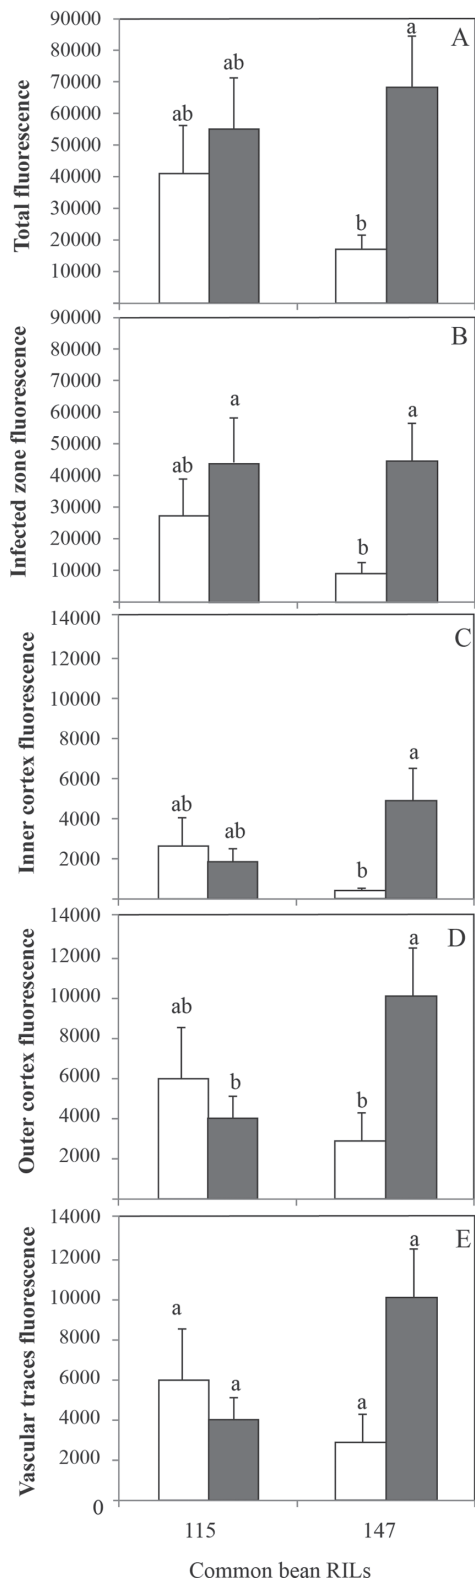 90000
80000
70000
60000
50000
40000
30000
20000
10000
Total fluorescence
A
ab
ab
b
a
90000
80000
70000
60000
50000
40000
30000
20000
10000
Infected zone fluorescence
B
ab
a
b
a
14000
12000
10000
8000
6000
4000
2000
Inner cortex fluorescence
C
ab
ab
b
a
14000
12000
10000
8000
6000
4000
2000
Outer cortex fluorescence
D
ab
b
b
a
14000
12000
10000
8000
6000
4000
2000
0
Vascular traces fluorescence
E
a
a
a
a
115
147
Common bean RILs